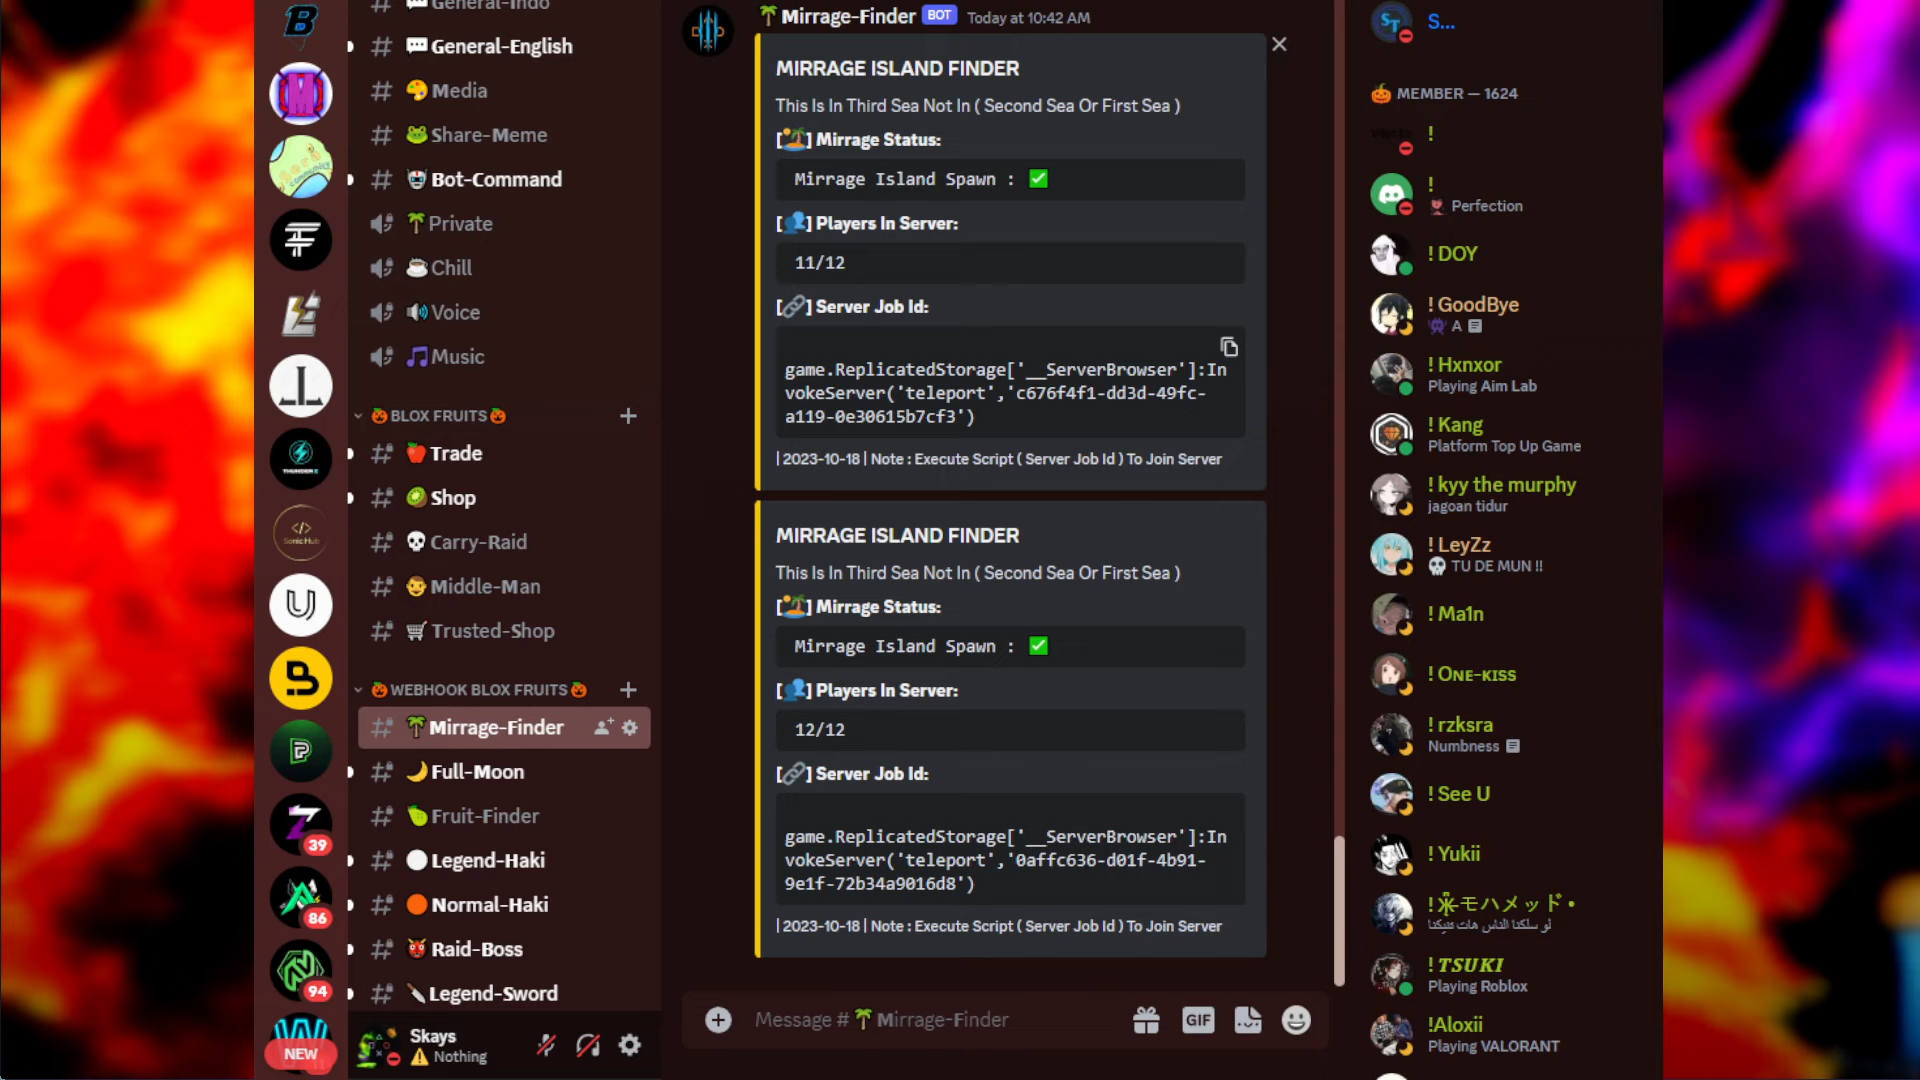 General-Indo
General-English
Media
Share-Meme
Bot-Command
Private
Chill
Voice
Music
BLOX FRUITS
Trade
Shop
Carry-Raid
Middle-Man
Trusted-Shop
WEBHOOK BLOX FRUITS
Mirrage-Finder
Full-Moon
Fruit-Finder
Legend-Haki
Normal-Haki
Raid-Boss
Legend-Sword
THUNDER Z
Sonic Hub
39
86
94
NEW
Skays
Nothing
Mirrage-Finder BOT Today at 10:42 AM
MIRRAGE ISLAND FINDER
This Is In Third Sea Not In ( Second Sea Or First Sea )
[🏝️] Mirrage Status:
Mirrage Island Spawn : ✅
[👥] Players In Server:
11/12
[🔗] Server Job Id:
game.ReplicatedStorage['__ServerBrowser']:In
vokeServer('teleport','c676f4f1-dd3d-49fc-
a119-0e30615b7cf3')
| 2023-10-18 | Note : Execute Script ( Server Job Id ) To Join Server
MIRRAGE ISLAND FINDER
This Is In Third Sea Not In ( Second Sea Or First Sea )
[🏝️] Mirrage Status:
Mirrage Island Spawn : ✅
[👥] Players In Server:
12/12
[🔗] Server Job Id:
game.ReplicatedStorage['__ServerBrowser']:In
vokeServer('teleport','0affc636-d01f-4b91-
9e1f-72b34a9016d8')
| 2023-10-18 | Note : Execute Script ( Server Job Id ) To Join Server
Message # 🌴Mirrage-Finder
GIF
S...
MEMBER — 1624
!
!
Perfection
! DOY
! GoodBye
A
! Hxnxor
Playing Aim Lab
! Kang
Platform Top Up Game
! kyy the murphy
jagoan tidur
! LeyZz
TU DE MUN !!
! Ma1n
! ONE-KISS
! rzksra
Numbness
! See U
! Yukii
モハメッド •
! TSUKI
Playing Roblox
!Aloxii
Playing VALORANT